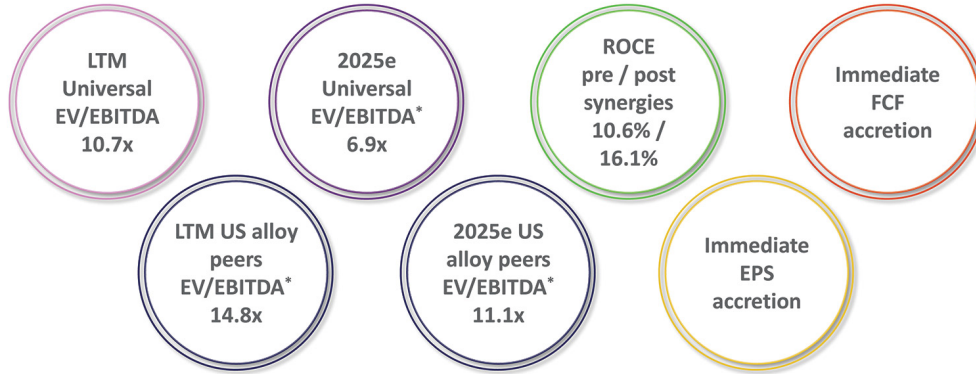 LTM
Universal
EV/EBITDA
10.7x
2025e
Universal
EV/EBITDA*
6.9x
ROCE
pre / post
synergies
10.6% /
16.1%
Immediate
FCF
accretion
LTM US alloy
peers
EV/EBITDA*
14.8x
2025e US
alloy peers
EV/EBITDA*
11.1x
Immediate
EPS
accretion